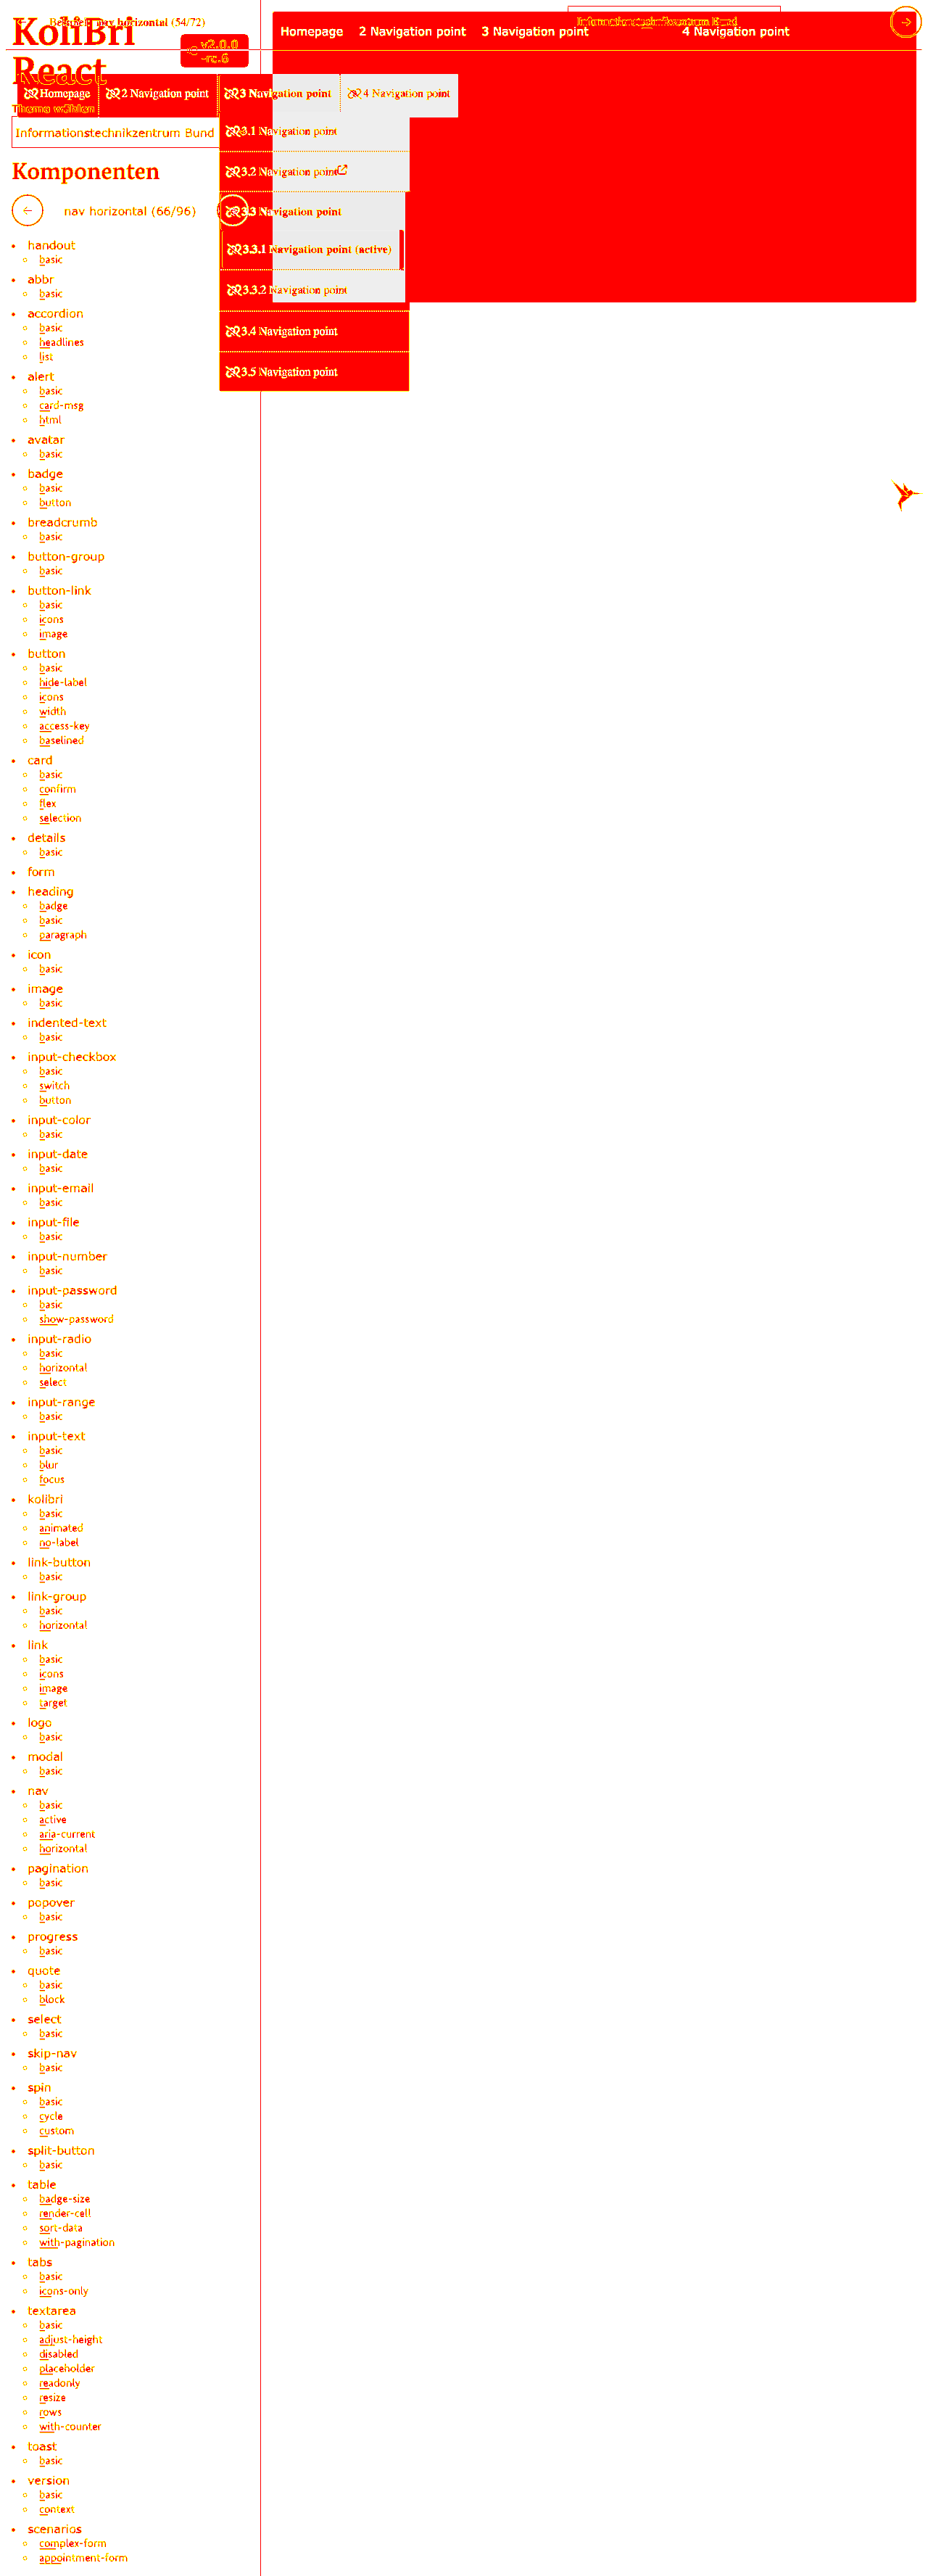 KoliBri
React
v2.0.0
-rc.6
Beispiel: nav horizontal (54/72)
Informationstechnikzentrum Bund
Homepage 2 Navigation point 3 Navigation point 4 Navigation point
Homepage 2 Navigation point 3 Navigation point 4 Navigation point
Theme wählen
Informationstechnikzentrum Bund
3.1 Navigation point
3.2 Navigation point
3.3 Navigation point
3.3.1 Navigation point (active)
3.3.2 Navigation point
3.4 Navigation point
3.5 Navigation point
Komponenten
nav horizontal (66/96)
handout
basic
abbr
basic
accordion
basic
headlines
list
alert
basic
card-msg
html
avatar
basic
badge
basic
button
breadcrumb
basic
button-group
basic
button-link
basic
icons
image
button
basic
hide-label
icons
width
access-key
baselined
card
basic
confirm
flex
selection
details
basic
form
heading
badge
basic
paragraph
icon
basic
image
basic
indented-text
basic
input-checkbox
basic
switch
button
input-color
basic
input-date
basic
input-email
basic
input-file
basic
input-number
basic
input-password
basic
show-password
input-radio
basic
horizontal
select
input-range
basic
input-text
basic
blur
focus
kolibri
basic
animated
no-label
link-button
basic
link-group
basic
horizontal
link
basic
icons
image
target
logo
basic
modal
basic
nav
basic
active
aria-current
horizontal
pagination
basic
popover
basic
progress
basic
quote
basic
block
select
basic
skip-nav
basic
spin
basic
cycle
custom
split-button
basic
table
badge-size
render-cell
sort-data
with-pagination
tabs
basic
icons-only
textarea
basic
adjust-height
disabled
placeholder
readonly
resize
rows
with-counter
toast
basic
version
basic
context
scenarios
complex-form
appointment-form